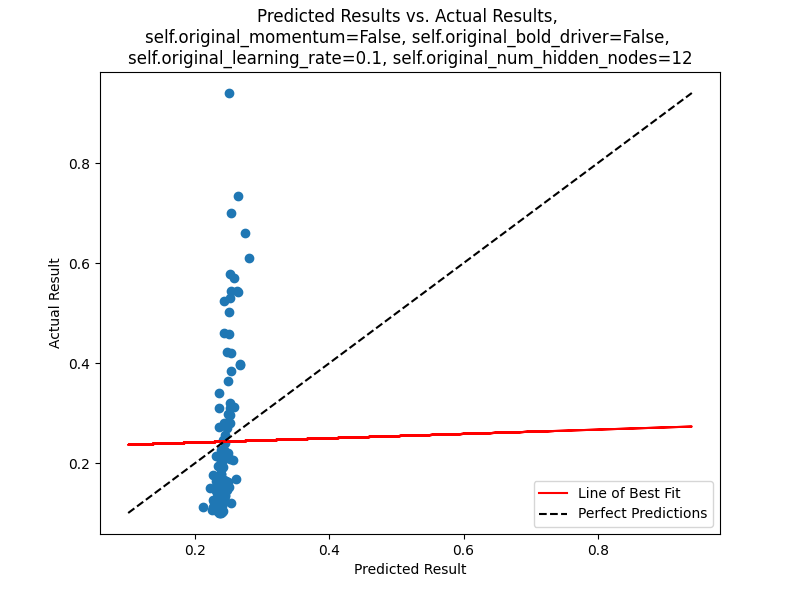 Predicted Results vs. Actual Results,
self.original_momentum=False, self.original_bold_driver=False,
self.original_learning_rate=0.1, self.original_num_hidden_nodes=12
0.8
0.6
0.4
0.2
Actual Result
Line of Best Fit
Perfect Predictions
0.2 0.4 0.6 0.8
Predicted Result